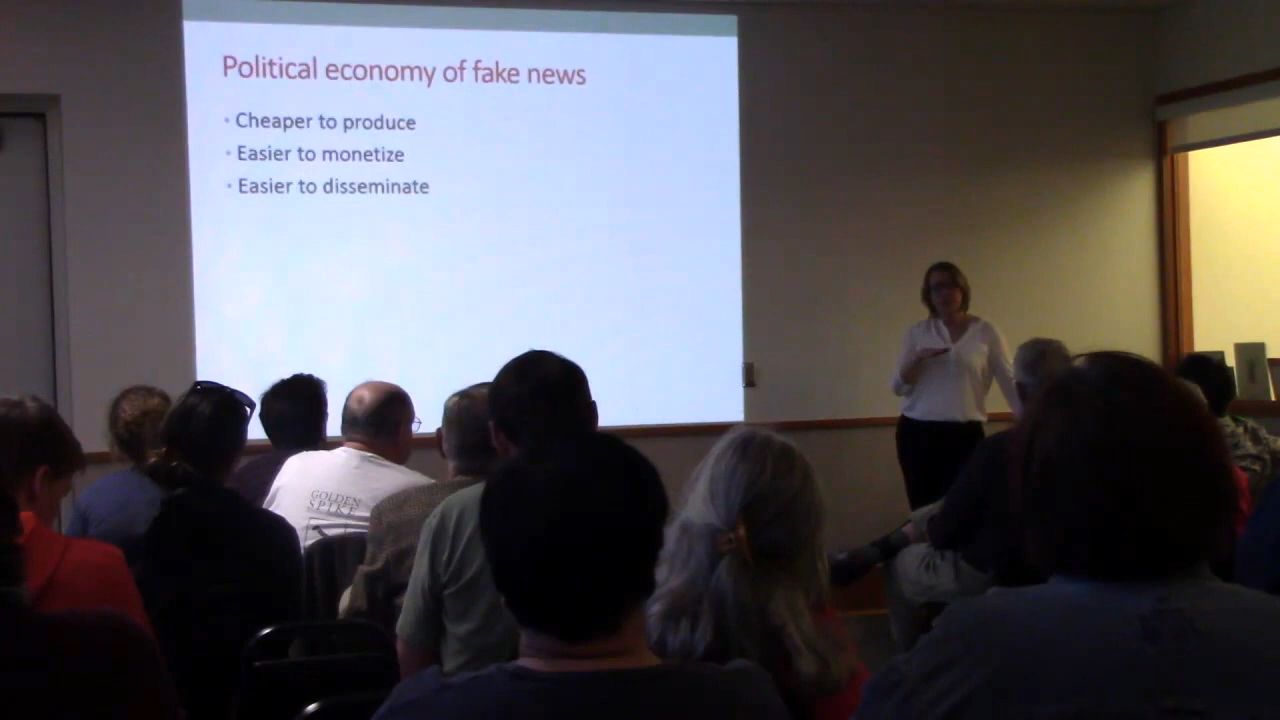 Political economy of fake news
• Cheaper to produce
• Easier to monetize
• Easier to disseminate
GOLDEN
SPIKE